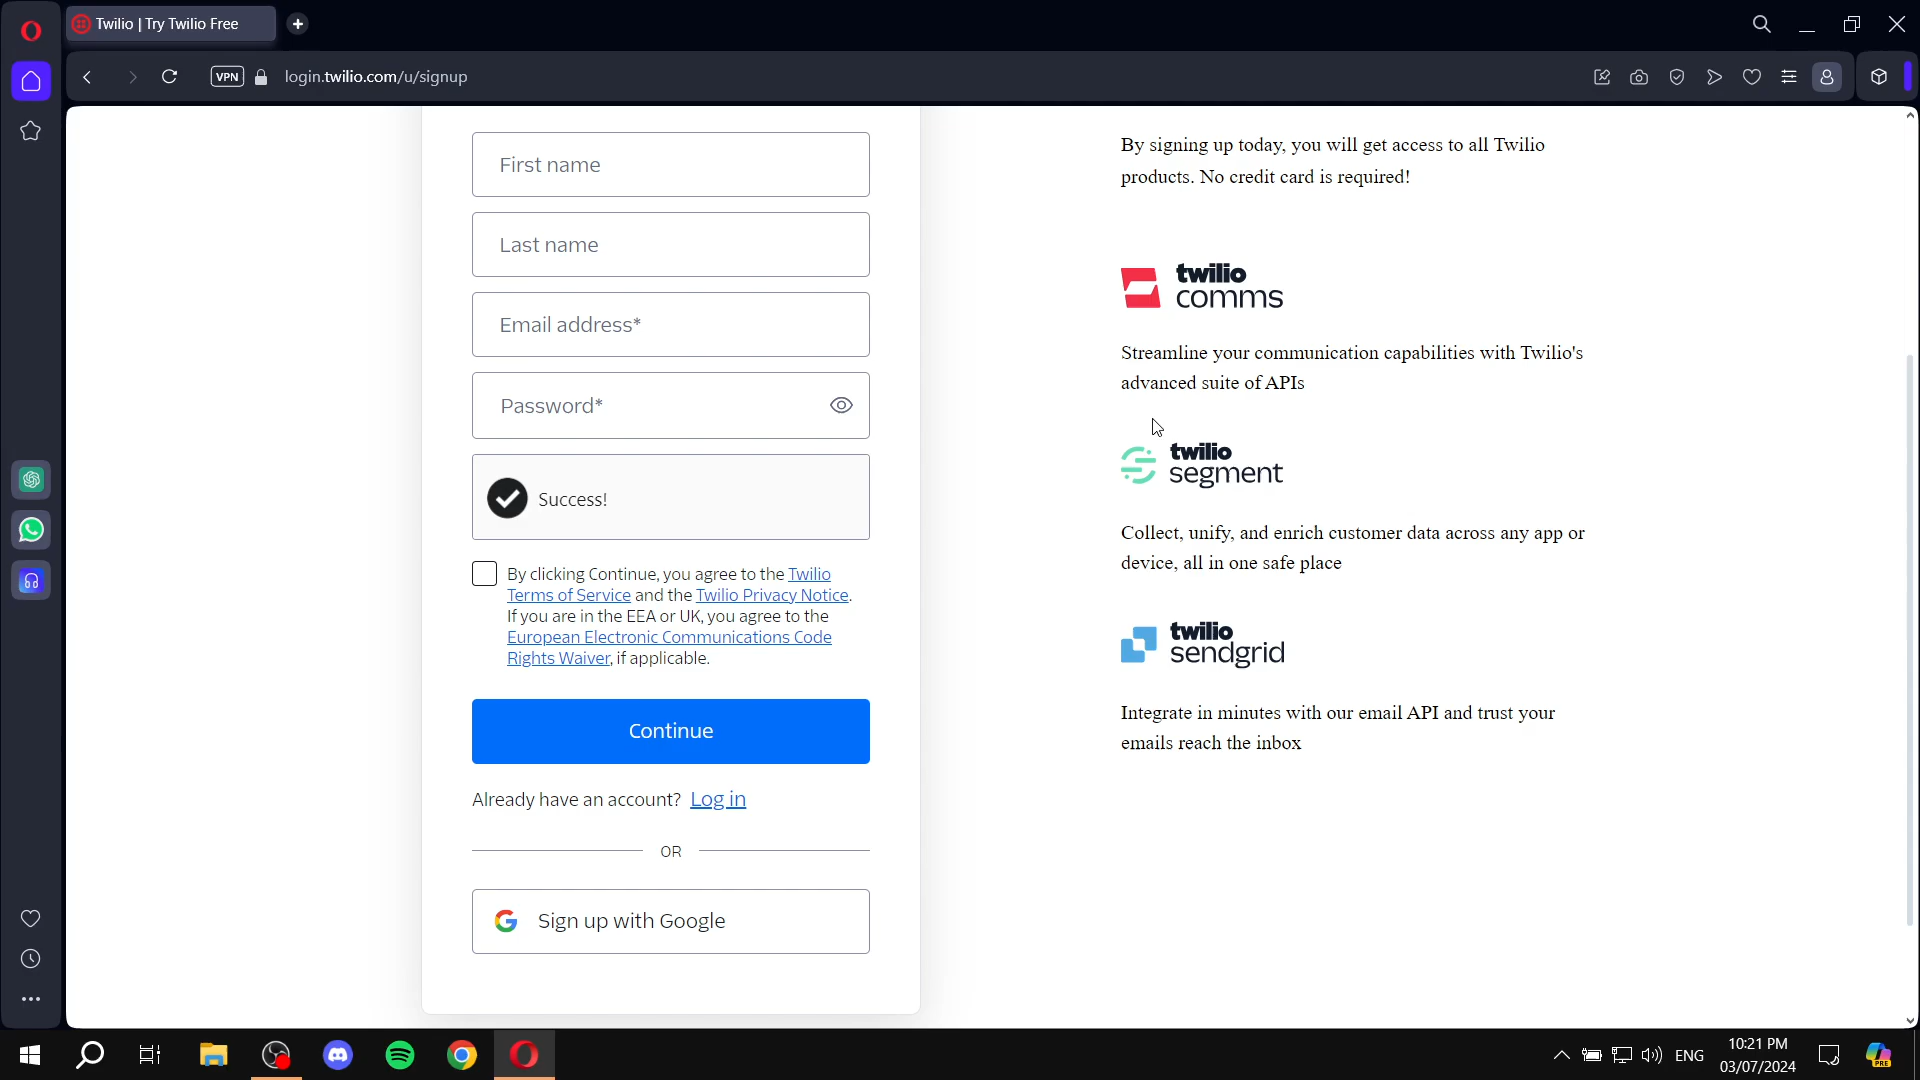 Twilio | Try Twilio Free
VPN
login.twilio.com/u/signup
First name
Last name
Email address*
Password*
Success!
By clicking Continue, you agree to the Twilio
Terms of Service and the Twilio Privacy Notice.
If you are in the EEA or UK, you agree to the
European Electronic Communications Code
Rights Waiver, if applicable.
Continue
Already have an account? Log in
OR
Sign up with Google
By signing up today, you will get access to all Twilio
products. No credit card is required!
twilio
comms
Streamline your communication capabilities with Twilio's
advanced suite of APIs
twilio
segment
Collect, unify, and enrich customer data across any app or
device, all in one safe place
twilio
sendgrid
Integrate in minutes with our email API and trust your
emails reach the inbox
ENG
10:21 PM
03/07/2024
PRE